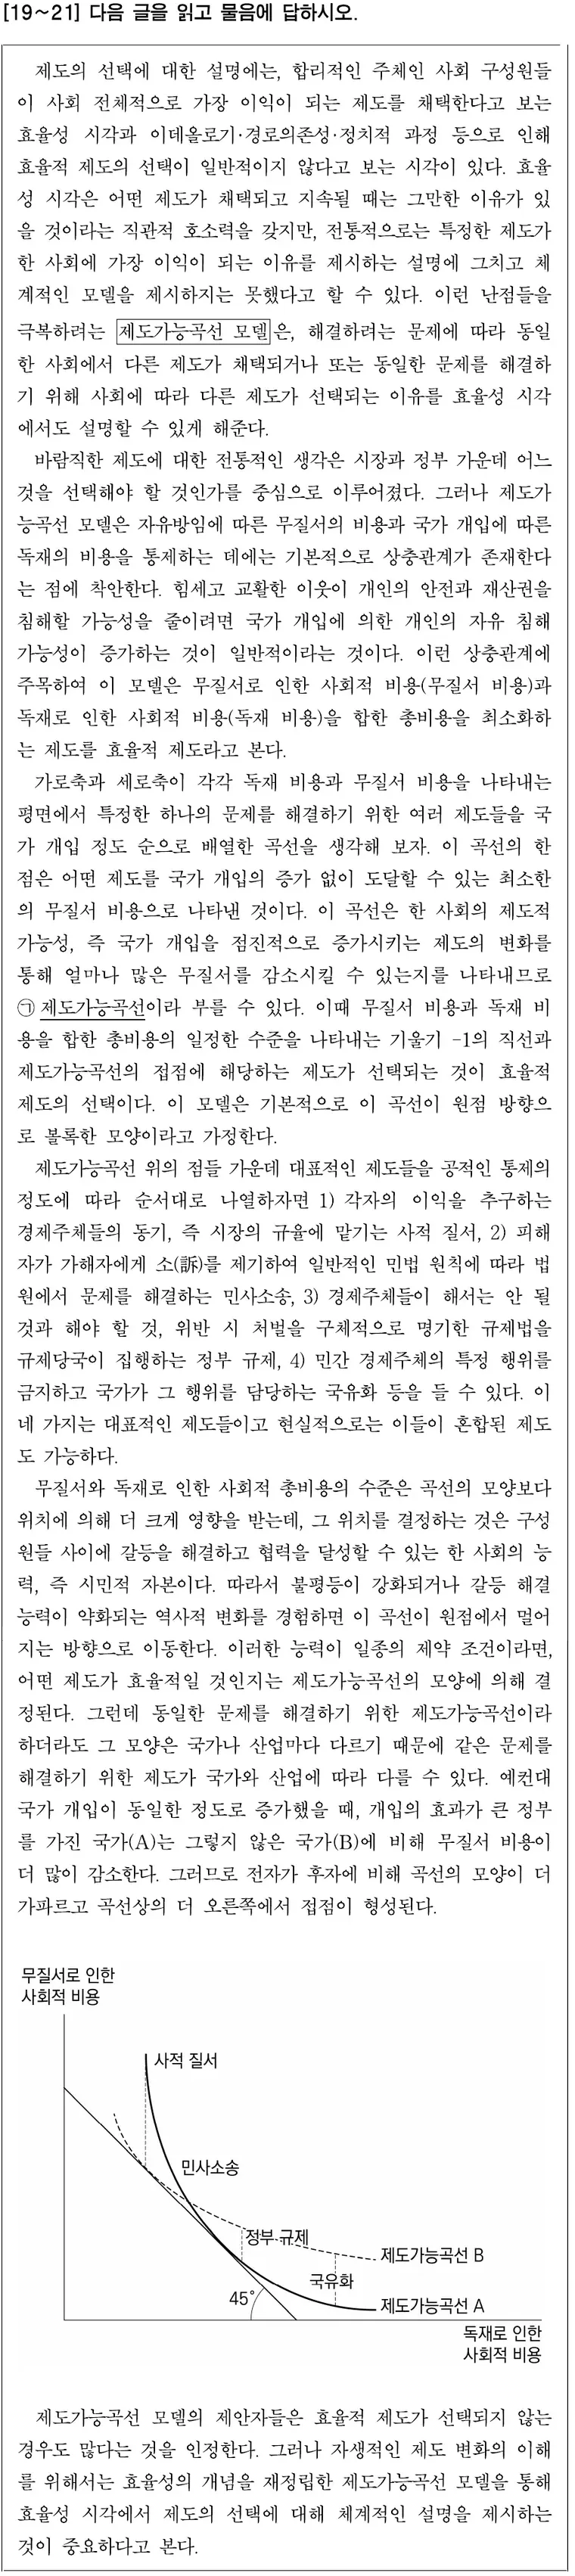 [19~21] 다음 글을 읽고 물음에 답하시오.
제도의 선택에 대한 설명에는, 합리적인 주체인 사회 구성원들
이 사회 전체적으로 가장 이익이 되는 제도를 채택한다고 보는
효율성 시각과 이데올로기·경로의존성·정치적 과정 등으로 인해
효율적 제도의 선택이 일반적이지 않다고 보는 시각이 있다. 효율
성 시각은 어떤 제도가 채택되고 지속될 때는 그만한 이유가 있
을 것이라는 직관적 호소력을 갖지만, 전통적으로는 특정한 제도가
한 사회에 가장 이익이 되는 이유를 제시하는 설명에 그치고 체
계적인 모델을 제시하지는 못했다고 할 수 있다. 이런 난점들을
극복하려는 제도가능곡선 모델은, 해결하려는 문제에 따라 동일
한 사회에서 다른 제도가 채택되거나 또는 동일한 문제를 해결하
기 위해 사회에 따라 다른 제도가 선택되는 이유를 효율성 시각
에서도 설명할 수 있게 해준다.
바람직한 제도에 대한 전통적인 생각은 시장과 정부 가운데 어느
것을 선택해야 할 것인가를 중심으로 이루어졌다. 그러나 제도가
능곡선 모델은 자유방임에 따른 무질서의 비용과 국가 개입에 따른
독재의 비용을 통제하는 데에는 기본적으로 상충관계가 존재한다
는 점에 착안한다. 힘세고 교활한 이웃이 개인의 안전과 재산권을
침해할 가능성을 줄이려면 국가 개입에 의한 개인의 자유 침해
가능성이 증가하는 것이 일반적이라는 것이다. 이런 상충관계에
주목하여 이 모델은 무질서로 인한 사회적 비용(무질서 비용)과
독재로 인한 사회적 비용(독재 비용)을 합한 총비용을 최소화하
는 제도를 효율적 제도라고 본다.
가로축과 세로축이 각각 독재 비용과 무질서 비용을 나타내는
평면에서 특정한 하나의 문제를 해결하기 위한 여러 제도들을 국
가 개입 정도 순으로 배열한 곡선을 생각해 보자. 이 곡선의 한
점은 어떤 제도를 국가 개입의 증가 없이 도달할 수 있는 최소한
의 무질서 비용으로 나타낸 것이다. 이 곡선은 한 사회의 제도적
가능성, 즉 국가 개입을 점진적으로 증가시키는 제도의 변화를
통해 얼마나 많은 무질서를 감소시킬 수 있는지를 나타내므로
㉠제도가능곡선이라 부를 수 있다. 이때 무질서 비용과 독재 비
용을 합한 총비용의 일정한 수준을 나타내는 기울기 -1의 직선과
제도가능곡선의 접점에 해당하는 제도가 선택되는 것이 효율적
제도의 선택이다. 이 모델은 기본적으로 이 곡선이 원점 방향으
로 볼록한 모양이라고 가정한다.
제도가능곡선 위의 점들 가운데 대표적인 제도들을 공적인 통제의
정도에 따라 순서대로 나열하자면 1) 각자의 이익을 추구하는
경제주체들의 동기, 즉 시장의 규율에 맡기는 사적 질서, 2) 피해
자가 가해자에게 소(訴)를 제기하여 일반적인 민법 원칙에 따라 법
원에서 문제를 해결하는 민사소송, 3) 경제주체들이 해서는 안 될
것과 해야 할 것, 위반 시 처벌을 구체적으로 명기한 규제법을
규제당국이 집행하는 정부 규제, 4) 민간 경제주체의 특정 행위를
금지하고 국가가 그 행위를 담당하는 국유화 등을 들 수 있다. 이
네 가지는 대표적인 제도들이고 현실적으로는 이들이 혼합된 제도
도 가능하다.
무질서와 독재로 인한 사회적 총비용의 수준은 곡선의 모양보다
위치에 의해 더 크게 영향을 받는데, 그 위치를 결정하는 것은 구성
원들 사이에 갈등을 해결하고 협력을 달성할 수 있는 한 사회의 능
력, 즉 시민적 자본이다. 따라서 불평등이 강화되거나 갈등 해결
능력이 약화되는 역사적 변화를 경험하면 이 곡선이 원점에서 멀어
지는 방향으로 이동한다. 이러한 능력이 일종의 제약 조건이라면,
어떤 제도가 효율적일 것인지는 제도가능곡선의 모양에 의해 결
정된다. 그런데 동일한 문제를 해결하기 위한 제도가능곡선이라
하더라도 그 모양은 국가나 산업마다 다르기 때문에 같은 문제를
해결하기 위한 제도가 국가와 산업에 따라 다를 수 있다. 예컨대
국가 개입이 동일한 정도로 증가했을 때, 개입의 효과가 큰 정부
를 가진 국가(A)는 그렇지 않은 국가(B)에 비해 무질서 비용이
더 많이 감소한다. 그러므로 전자가 후자에 비해 곡선의 모양이 더
가파르고 곡선상의 더 오른쪽에서 접점이 형성된다.
무질서로 인한
사회적 비용
사적 질서
민사소송
정부 규제
제도가능곡선 B
국유화
45°
제도가능곡선 A
독재로 인한
사회적 비용
제도가능곡선 모델의 제안자들은 효율적 제도가 선택되지 않는
경우도 많다는 것을 인정한다. 그러나 자생적인 제도 변화의 이해
를 위해서는 효율성의 개념을 재정립한 제도가능곡선 모델을 통해
효율성 시각에서 제도의 선택에 대해 체계적인 설명을 제시하는
것이 중요하다고 본다.